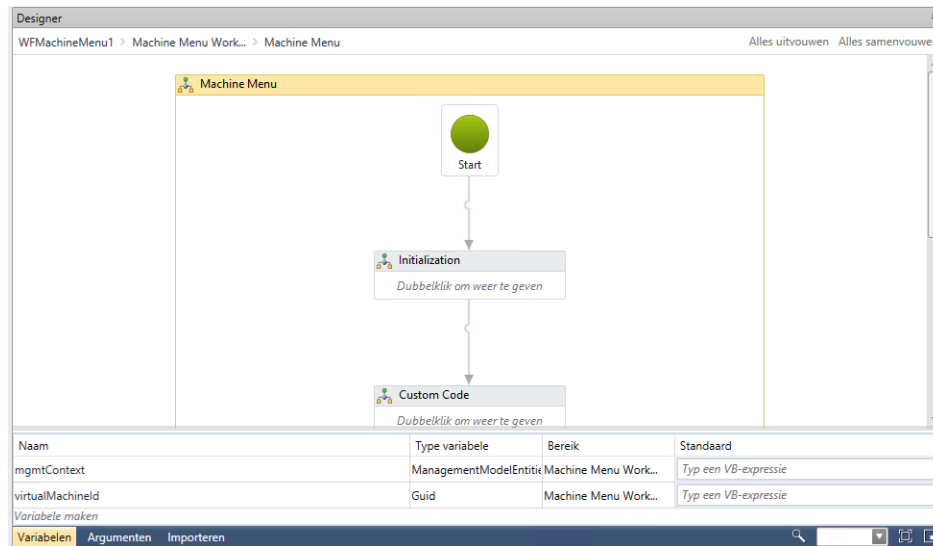 Designer
WFMachineMenu1 > Machine Menu Work... > Machine Menu
Alles uitvouwen Alles samenvouwe
Machine Menu
Start
Initialization
Dubbelklik om weer te geven
Custom Code
Dubbelklik om weer te geven
Naam Type variabele Bereik Standaard
mgmtContext ManagementModelEntitie Machine Menu Work... Typ een VB-expressie
virtualMachineId Guid Machine Menu Work... Typ een VB-expressie
Variabele maken
Variabelen Argumenten Importeren